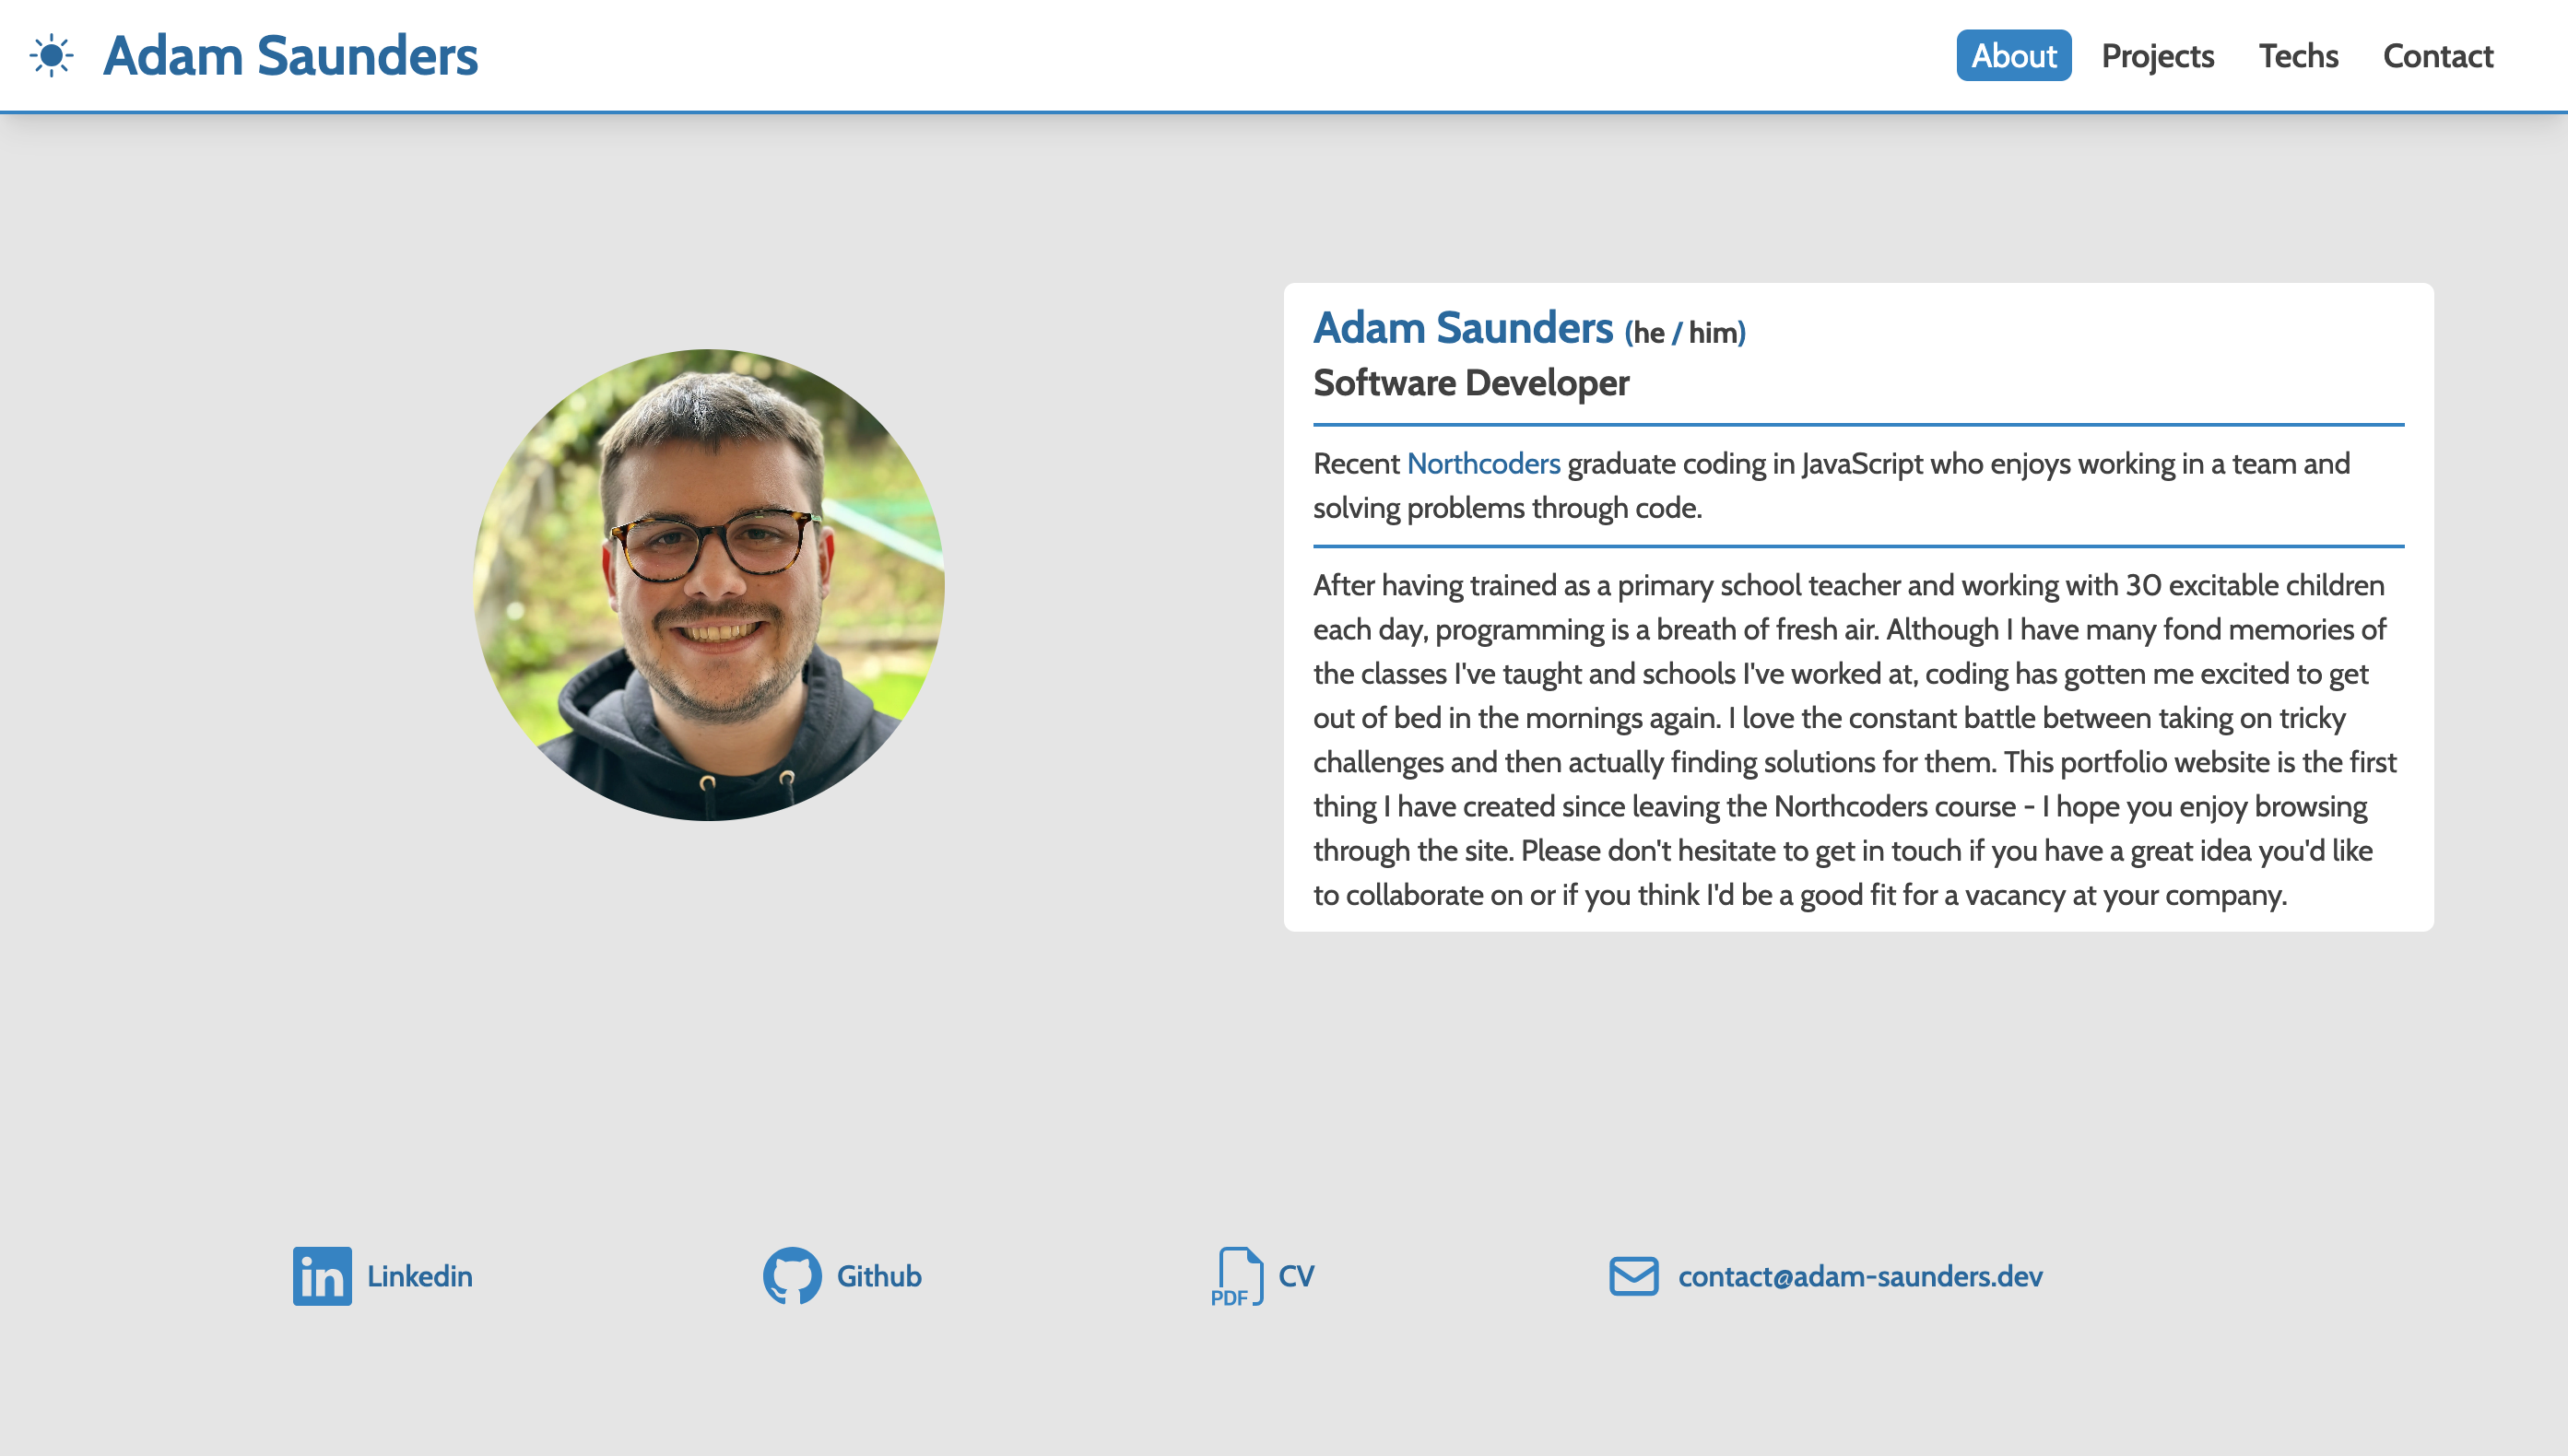 Adam Saunders
About Projects Techs Contact
Adam Saunders (he / him)
Software Developer
Recent Northcoders graduate coding in JavaScript who enjoys working in a team and
solving problems through code.
After having trained as a primary school teacher and working with 30 excitable children
each day, programming is a breath of fresh air. Although I have many fond memories of
the classes I've taught and schools I've worked at, coding has gotten me excited to get
out of bed in the mornings again. I love the constant battle between taking on tricky
challenges and then actually finding solutions for them. This portfolio website is the first
thing I have created since leaving the Northcoders course - I hope you enjoy browsing
through the site. Please don't hesitate to get in touch if you have a great idea you'd like
to collaborate on or if you think I'd be a good fit for a vacancy at your company.
in Linkedin
Github
PDF CV
contact@adam-saunders.dev